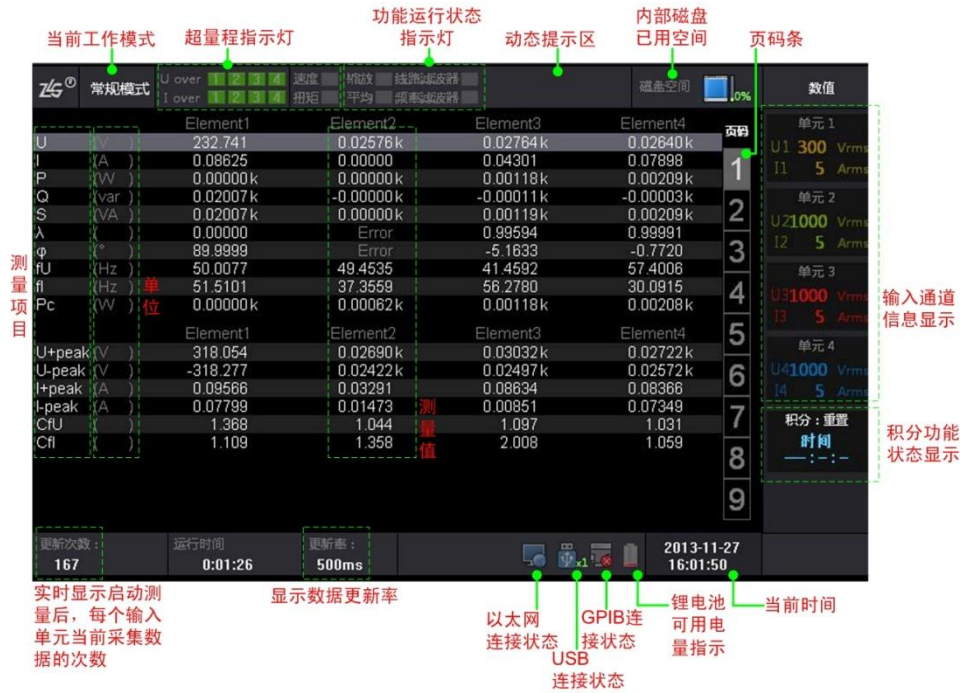 当前工作模式
超量程指示灯
功能运行状态
指示灯
动态提示区
内部磁盘
已用空间
页码条
ZLG®
常规模式
U over 1 2 3 4 速度
I over 1 2 3 4 扭矩
缩放 线路滤波器
平均 频率滤波器
磁盘空间
0%
数值
Element1 Element2 Element3 Element4 页码
U (V ) 232.741 0.02576k 0.02764k 0.02640k
I (A ) 0.08625 0.00000 0.04301 0.07898
P (W ) 0.00000k 0.00000k 0.00118k 0.00209k
Q (var ) 0.02007k -0.00000k -0.00011k -0.00003k
S (VA ) 0.02007k 0.00000k 0.00119k 0.00209k
λ ( ) 0.00000 Error 0.99594 0.99991
φ (° ) 89.9999 Error -5.1633 -0.7720
fU (Hz ) 50.0077 49.4535 41.4592 57.4006
fI (Hz ) 51.5101 37.3559 56.2780 30.0915
Pc (W ) 0.00000k 0.00062k 0.00118k 0.00208k
Element1 Element2 Element3 Element4
U+peak (V ) 318.054 0.02690k 0.03032k 0.02722k
U-peak (V ) -318.277 0.02422k 0.02497k 0.02572k
I+peak (A ) 0.09566 0.03291 0.08634 0.08366
I-peak (A ) 0.07799 0.01473 0.00851 0.07349
CfU ( ) 1.368 1.044 1.097 1.031
CfI ( ) 1.109 1.358 2.008 1.059
测量项目
单位
测量值
1
2
3
4
5
6
7
8
9
单元 1
U1 300 Vrms
I1 5 Arms
单元 2
U2 1000 Vrms
I2 5 Arms
单元 3
U3 1000 Vrms
I3 5 Arms
单元 4
U4 1000 Vrms
I4 5 Arms
输入通道
信息显示
积分：重置
时间
---:-:-
积分功能
状态显示
更新次数：
167
运行时间
0:01:26
更新率：
500ms
x1
2013-11-27
16:01:50
实时显示启动测
量后，每个输入
单元当前采集数
据的次数
显示数据更新率
以太网
连接状态
USB
连接状态
GPIB连
接状态
锂电池
可用电
量指示
当前时间